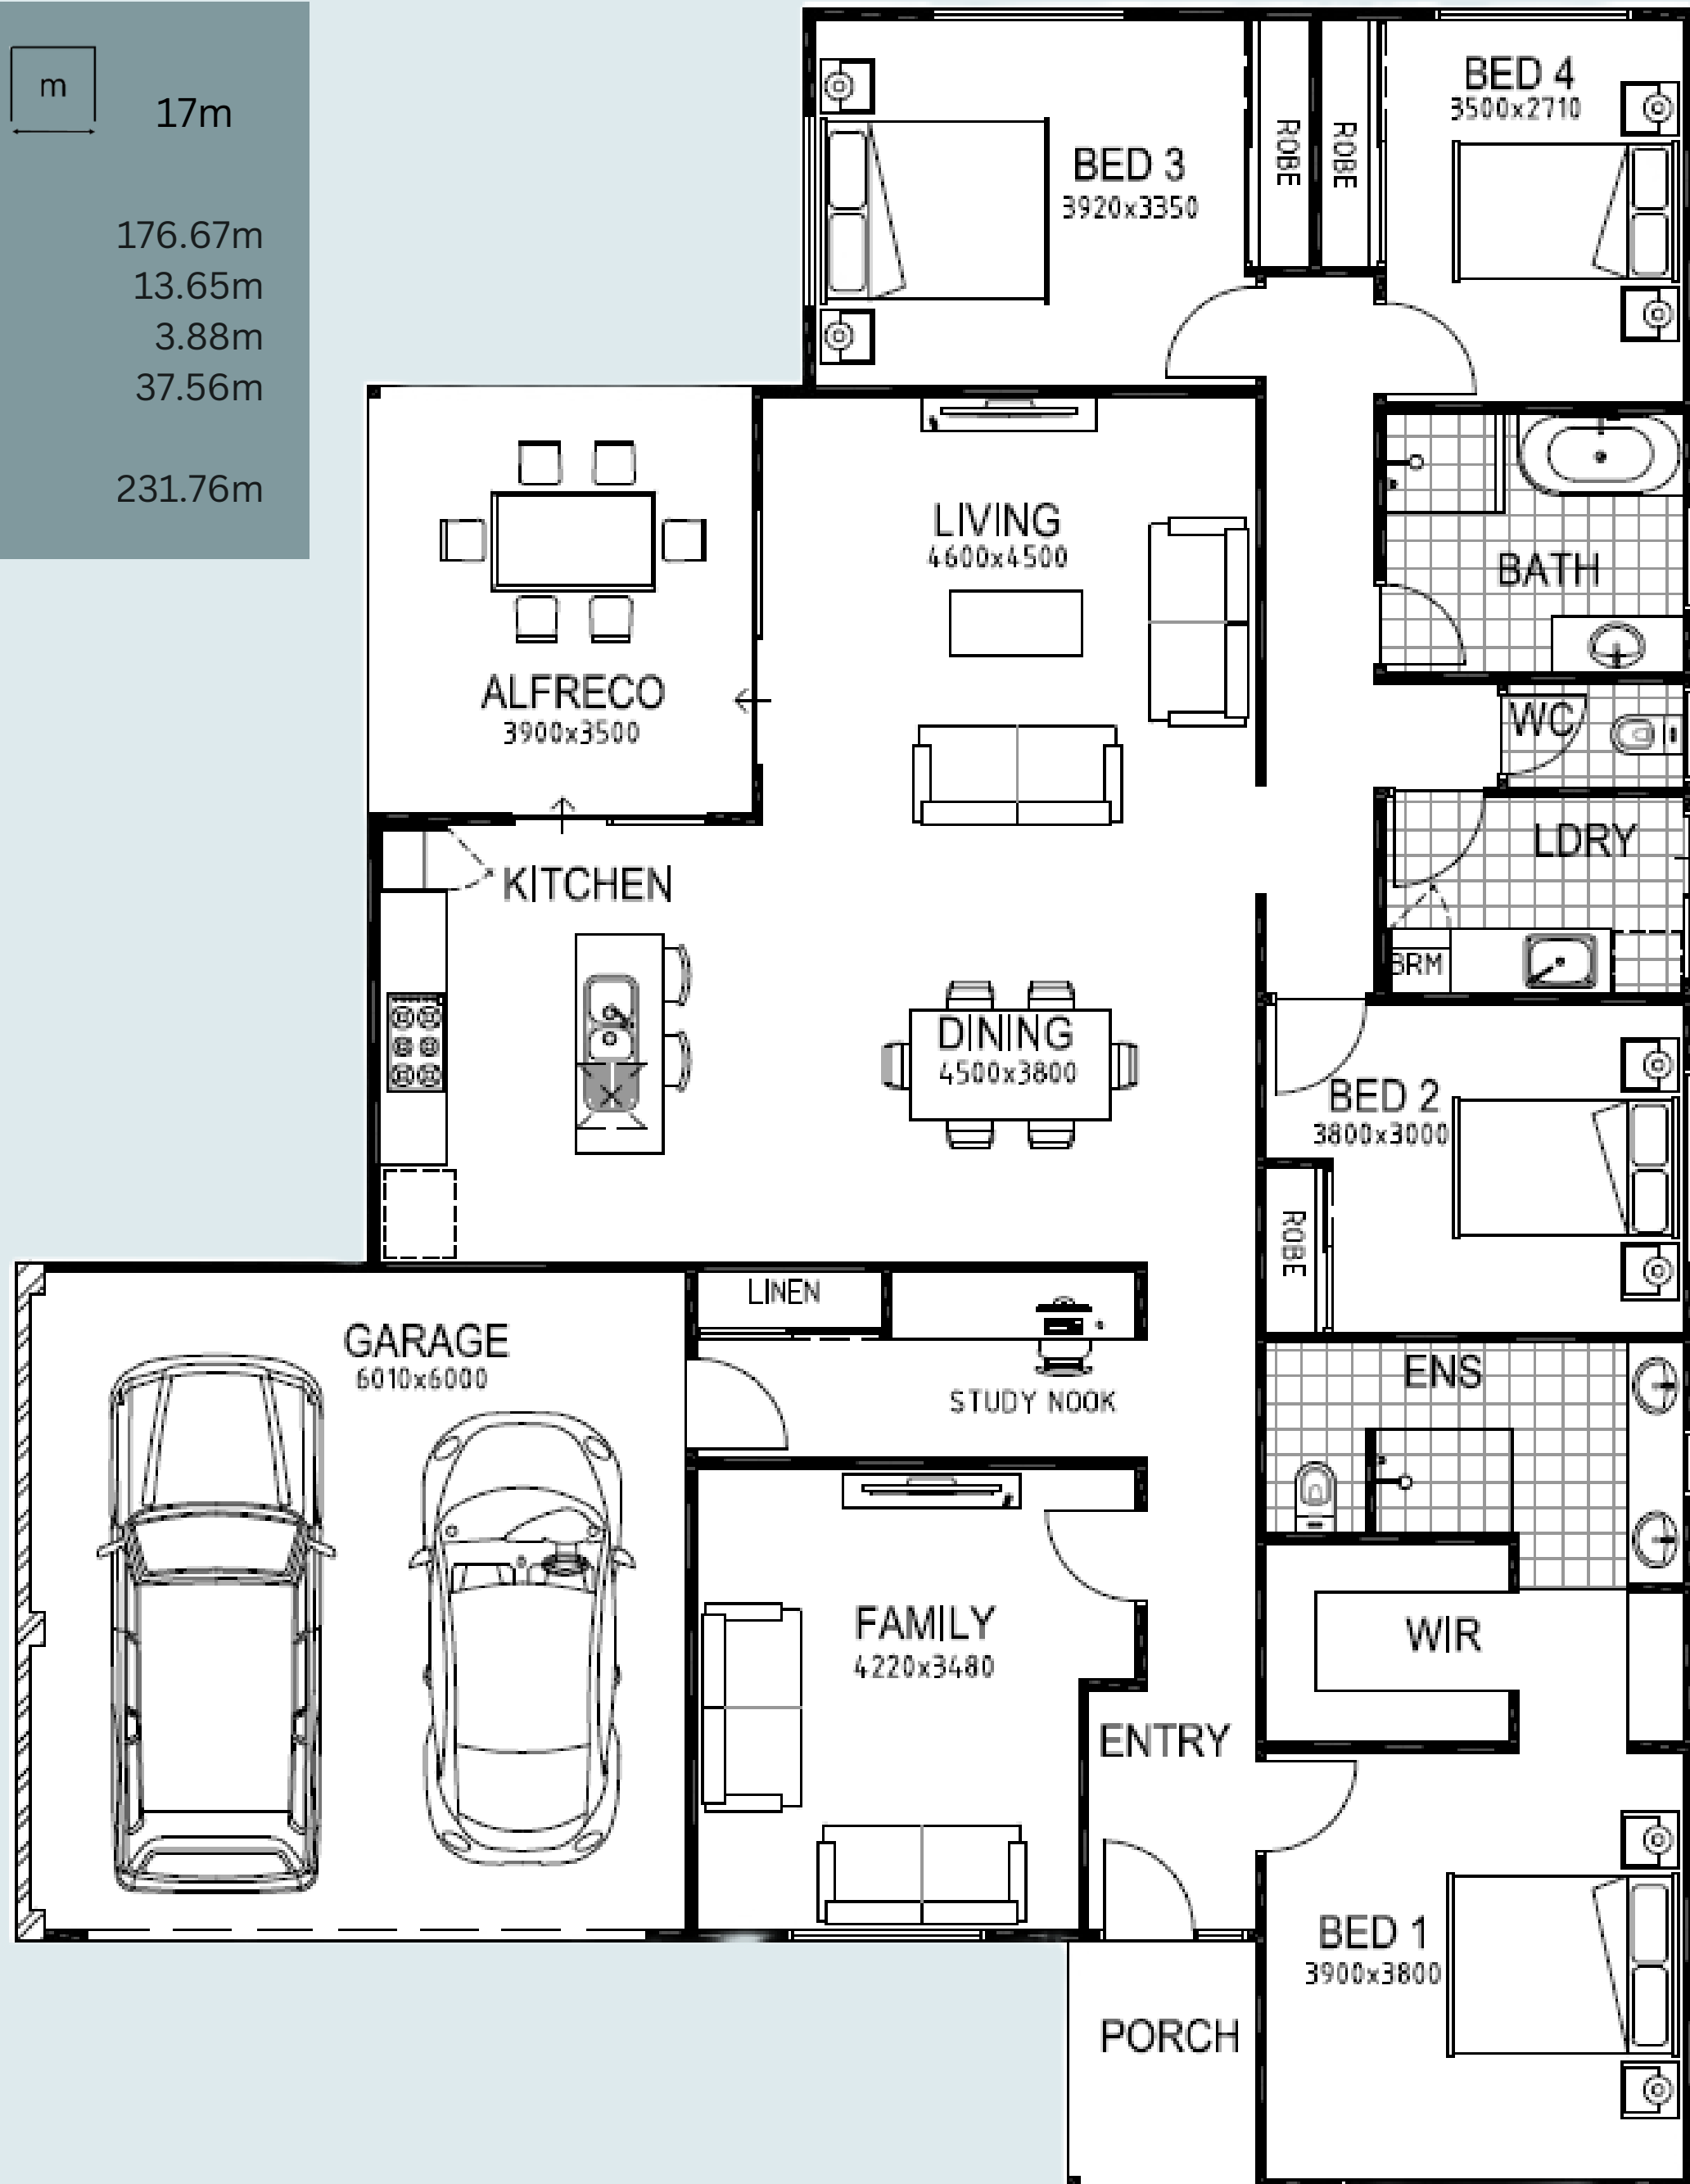 m
17m
176.67m
13.65m
3.88m
37.56m
231.76m
BED 3
3920x3350
ROBE
ROBE
BED 4
3500x2710
LIVING
4600x4500
BATH
ALFRECO
3900x3500
WC
LDRY
KITCHEN
BRM
DINING
4500x3800
BED 2
3800x3000
ROBE
LINEN
GARAGE
6010x6000
STUDY NOOK
ENS
FAMILY
4220x3480
WIR
ENTRY
BED 1
3900x3800
PORCH